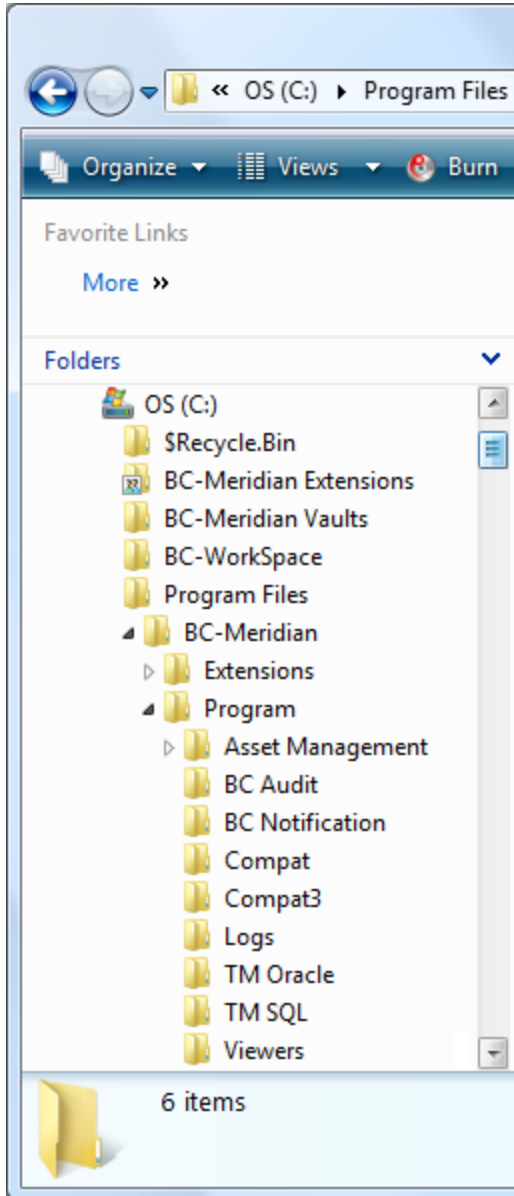 « OS (C:) ▸ Program Files
Organize Views Burn
Favorite Links
More »
Folders
OS (C:)
$Recycle.Bin
BC-Meridian Extensions
BC-Meridian Vaults
BC-WorkSpace
Program Files
BC-Meridian
Extensions
Program
Asset Management
BC Audit
BC Notification
Compat
Compat3
Logs
TM Oracle
TM SQL
Viewers
6 items